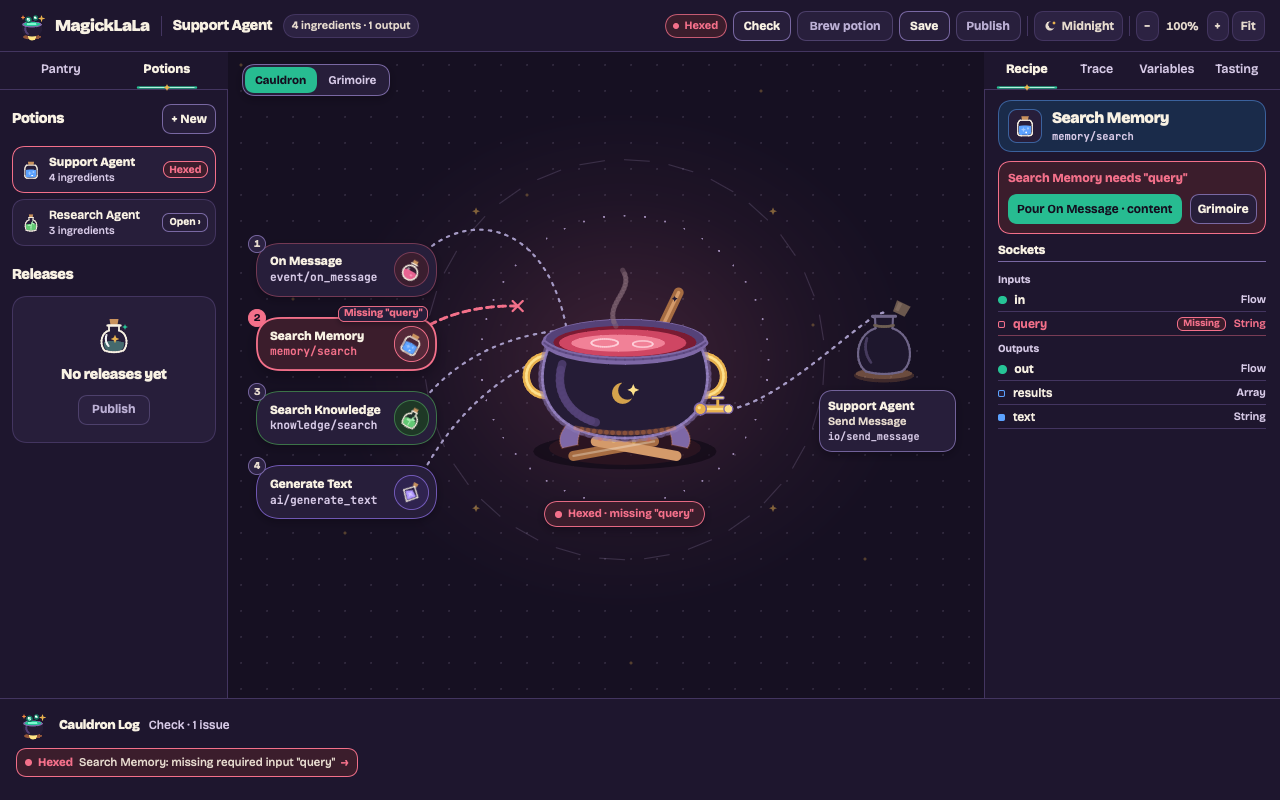 MagickLaLa
Support Agent
4 ingredients · 1 output
Hexed
Check
Brew potion
Save
Publish
Midnight
−
100%
+
Fit
Pantry
Potions
Potions
+ New
Support Agent
4 ingredients
Hexed
Research Agent
3 ingredients
Open ›
Releases
No releases yet
Publish
Cauldron
Grimoire
1
On Message
event/on_message
Missing "query"
2
Search Memory
memory/search
3
Search Knowledge
knowledge/search
4
Generate Text
ai/generate_text
Hexed · missing "query"
Support Agent
Send Message
io/send_message
Recipe
Trace
Variables
Tasting
Search Memory
memory/search
Search Memory needs "query"
Pour On Message · content
Grimoire
Sockets
Inputs
in Flow
query Missing String
Outputs
out Flow
results Array
text String
Cauldron Log Check · 1 issue
Hexed Search Memory: missing required input "query" →